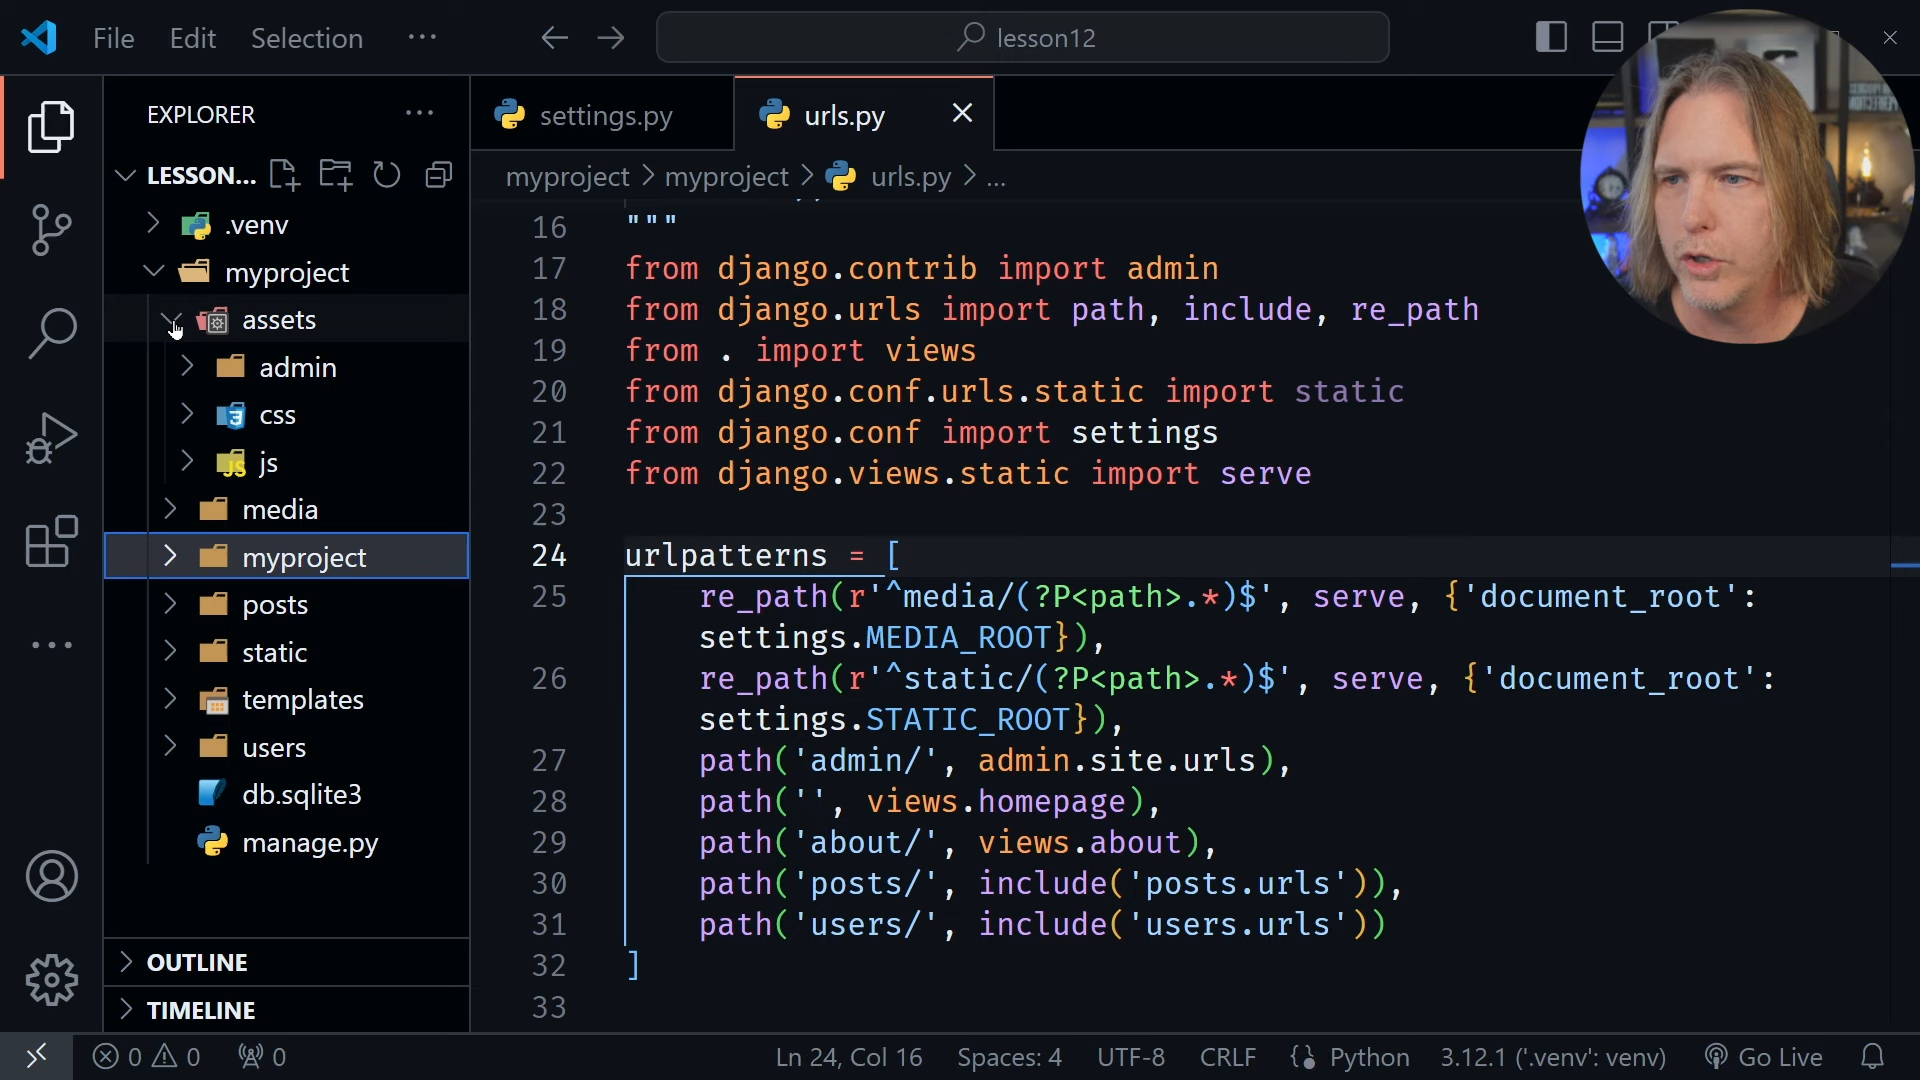 File Edit Selection ···
lesson12
EXPLORER ···
LESSON...
.venv
myproject
assets
admin
css
js
media
myproject
posts
static
templates
users
db.sqlite3
manage.py
OUTLINE
TIMELINE
settings.py
urls.py
myproject > myproject > urls.py > ...
16 """
17 from django.contrib import admin
18 from django.urls import path, include, re_path
19 from . import views
20 from django.conf.urls.static import static
21 from django.conf import settings
22 from django.views.static import serve
23
24 urlpatterns = [
25 re_path(r'^media/(?P<path>.*)$', serve, {'document_root':
settings.MEDIA_ROOT}),
26 re_path(r'^static/(?P<path>.*)$', serve, {'document_root':
settings.STATIC_ROOT}),
27 path('admin/', admin.site.urls),
28 path('', views.homepage),
29 path('about/', views.about),
30 path('posts/', include('posts.urls')),
31 path('users/', include('users.urls'))
32 ]
33
0 0 0 Ln 24, Col 16 Spaces: 4 UTF-8 CRLF Python 3.12.1 ('.venv': venv) Go Live